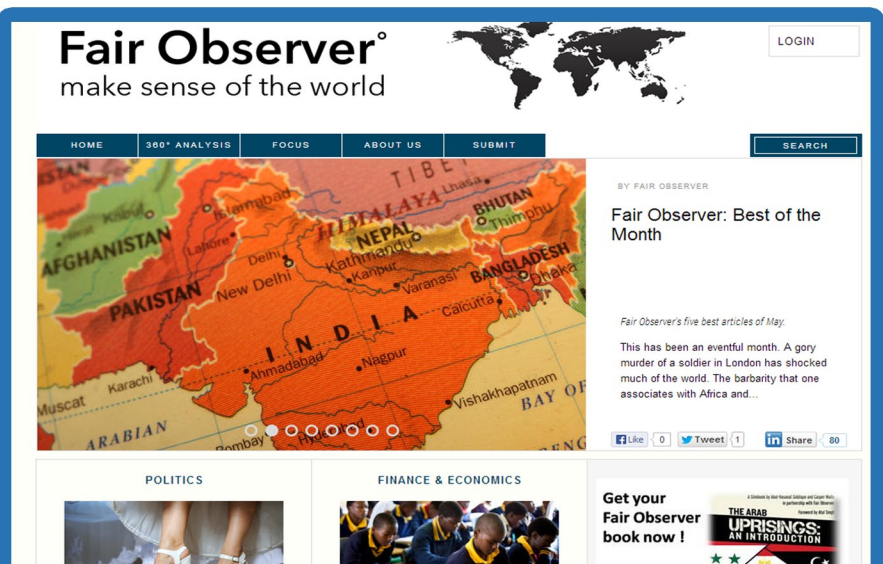 Fair Observer°
make sense of the world
LOGIN
HOME
360° ANALYSIS
FOCUS
ABOUT US
SUBMIT
SEARCH
TIBET
Lhasa
HIMALAYA
BHUTAN
Thimphu
Kabul
Islamabad
AFGHANISTAN
Lahore
NEPAL
Kathmandu
Delhi
New Delhi
Kanpur
Varanasi
BANGLADESH
Dhaka
PAKISTAN
Calcutta
INDIA
Ahmadabad
Nagpur
Karachi
Muscat
Vishakhapatnam
BAY OF
ARABIAN
Bombay
Hyderabad
BY FAIR OBSERVER
Fair Observer: Best of the
Month
Fair Observer's five best articles of May.
This has been an eventful month. A gory
murder of a soldier in London has shocked
much of the world. The barbarity that one
associates with Africa and...
Like 0 Tweet 1 Share 80
POLITICS
FINANCE & ECONOMICS
Get your
Fair Observer
book now !
THE ARAB
UPRISINGS:
AN INTRODUCTION